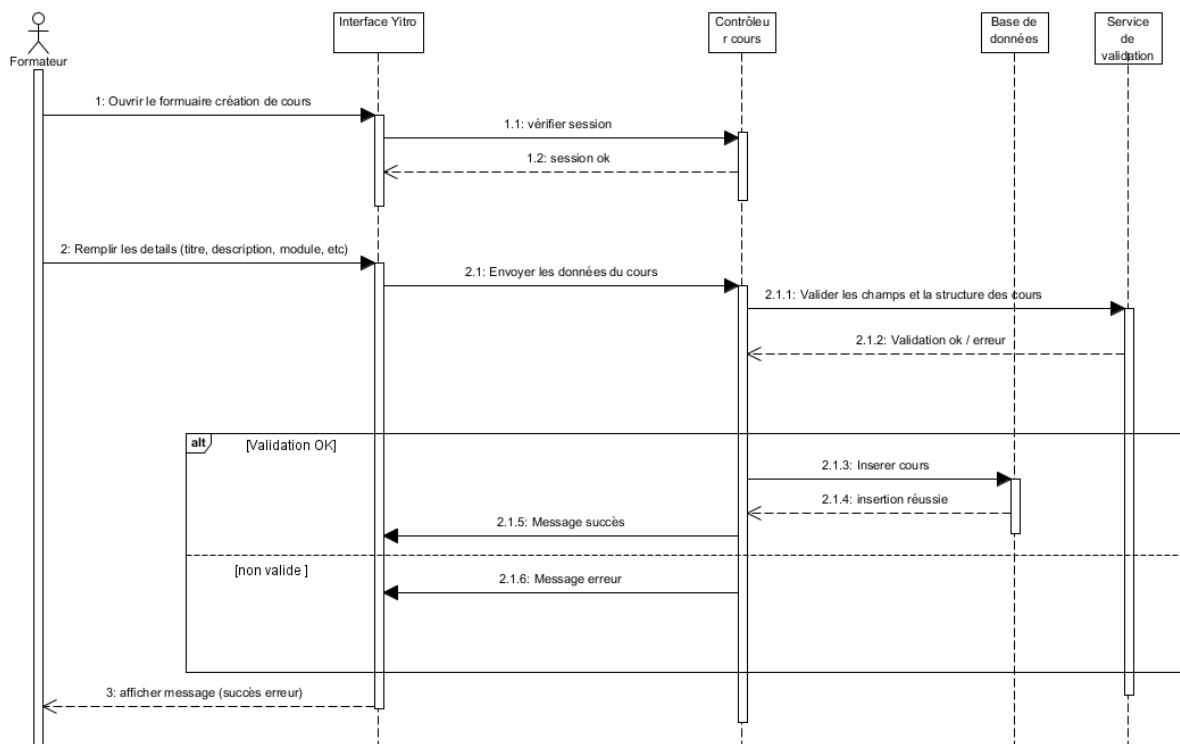 Formateur
Interface Yitro
Contrôleu
r cours
Base de
données
Service
de
validation
1: Ouvrir le formuaire création de cours
1.1: vérifier session
1.2: session ok
2: Remplir les details (titre, description, module, etc)
2.1: Envoyer les données du cours
2.1.1: Valider les champs et la structure des cours
2.1.2: Validation ok / erreur
alt
[Validation OK]
2.1.3: Inserer cours
2.1.4: insertion réussie
2.1.5: Message succès
[non valide ]
2.1.6: Message erreur
3: afficher message (succès erreur)